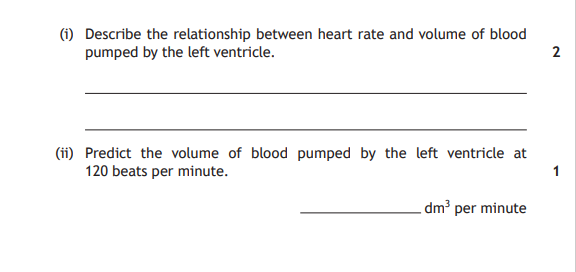 (i) Describe the relationship between heart rate and volume of blood
pumped by the left ventricle. 2
(ii) Predict the volume of blood pumped by the left ventricle at
120 beats per minute. 1
dm³ per minute